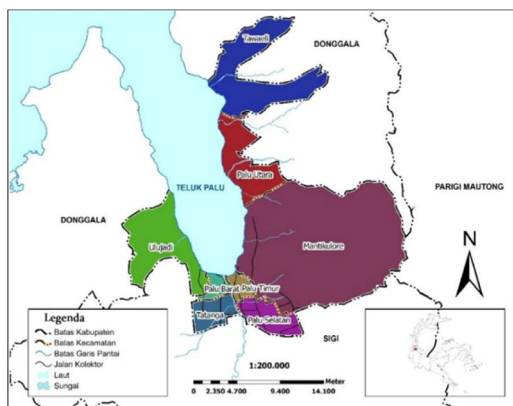 Tawaeli
DONGGALA
Palu Utara
TELUK PALU
PARIGI MAUTONG
DONGGALA
Ulujadi
Mantikulore
N
Palu Barat
Palu Timur
Tatanga
Palu Selatan
SIGI
Legenda
Batas Kabupaten
Batas Kecamatan
Batas Garis Pantai
Jalan Kolektor
Laut
Sungai
1:200.000
Meter
0 2.350 4.700 9.400 14.100